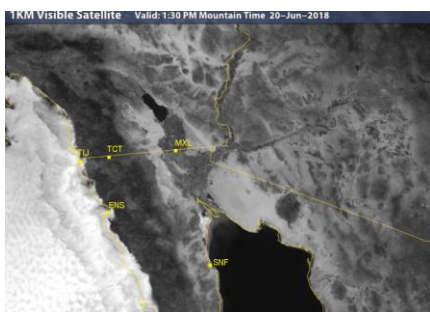 1KM Visible Satellite Valid: 1:30 PM Mountain Time 20-Jun-2018
TIJ TCT MXL
ENS
SNF